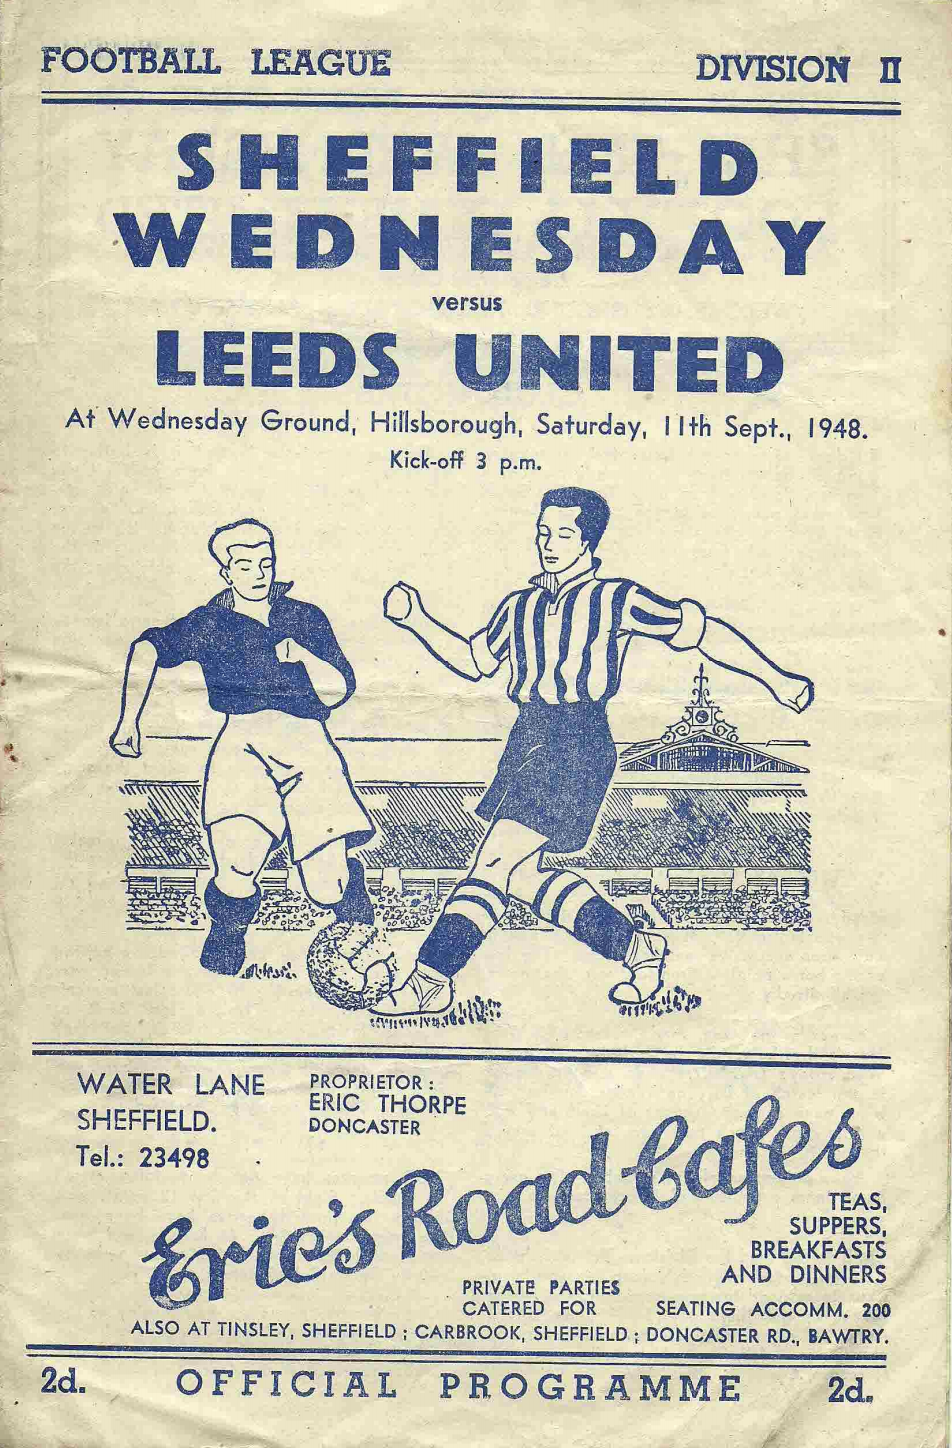 FOOTBALL LEAGUE DIVISION II
SHEFFIELD
WEDNESDAY
versus
LEEDS UNITED
At Wednesday Ground, Hillsborough, Saturday, 11th Sept., 1948.
Kick-off 3 p.m.
WATER LANE
SHEFFIELD.
Tel.: 23498
PROPRIETOR :
ERIC THORPE
DONCASTER
Eric's Road Cafes
TEAS,
SUPPERS,
BREAKFASTS
AND DINNERS
PRIVATE PARTIES
CATERED FOR
SEATING ACCOMM. 200
ALSO AT TINSLEY, SHEFFIELD ; CARBROOK, SHEFFIELD ; DONCASTER RD., BAWTRY.
2d. OFFICIAL PROGRAMME 2d.